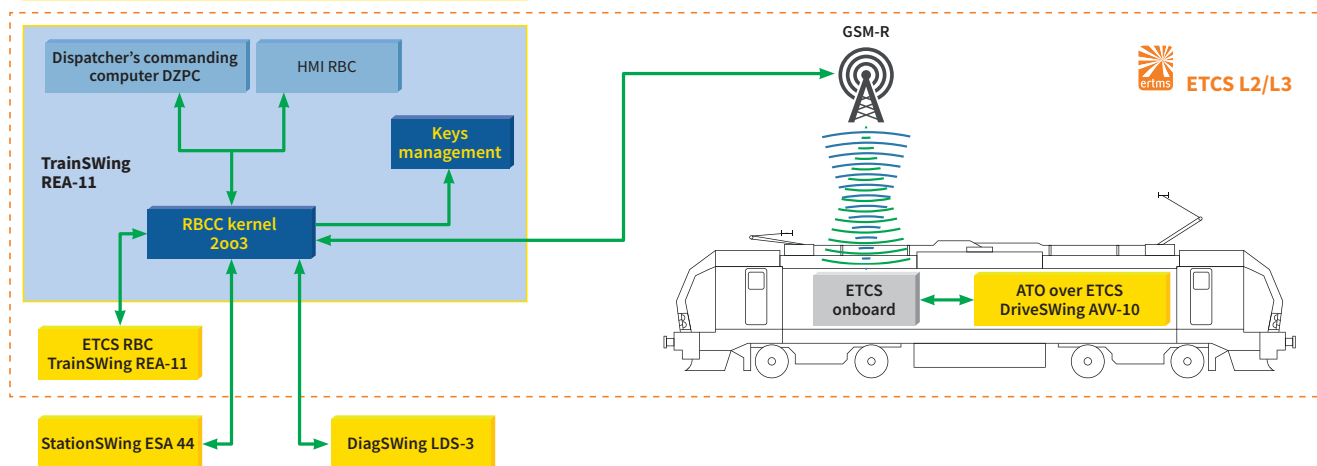 GSM-R
Dispatcher's commanding
computer DZPC
HMI RBC
ertms
ETCS L2/L3
Keys
management
TrainSWing
REA-11
RBCC kernel
2oo3
ETCS
onboard
ATO over ETCS
DriveSWing AVV-10
ETCS RBC
TrainSWing REA-11
StationSWing ESA 44
DiagSWing LDS-3